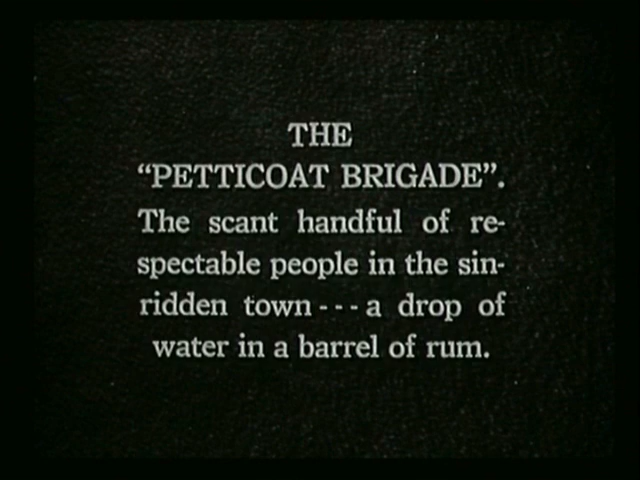 THE
“PETTICOAT BRIGADE”.
The scant handful of re-
spectable people in the sin-
ridden town --- a drop of
water in a barrel of rum.